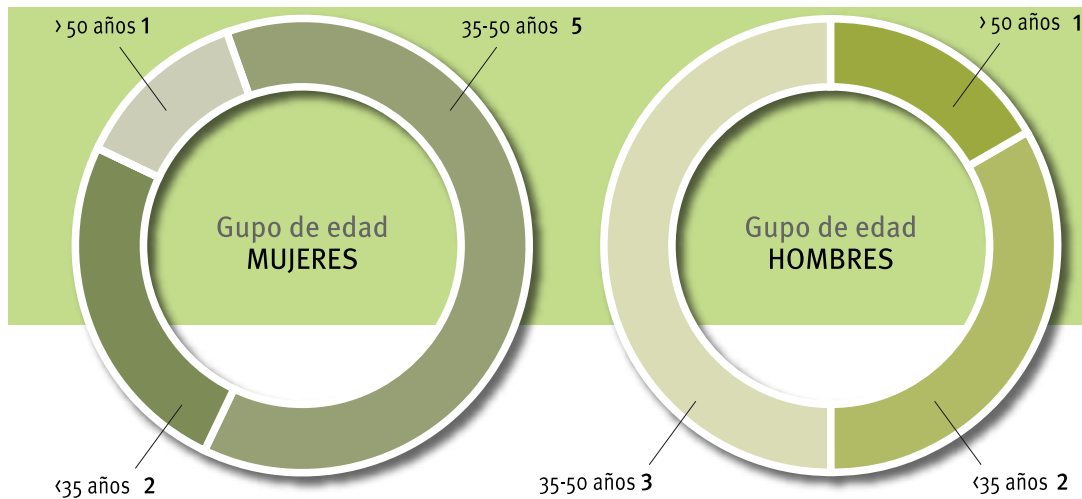 > 50 años 1
35-50 años 5
Gupo de edad
MUJERES
<35 años 2
> 50 años 1
Gupo de edad
HOMBRES
35-50 años 3
<35 años 2